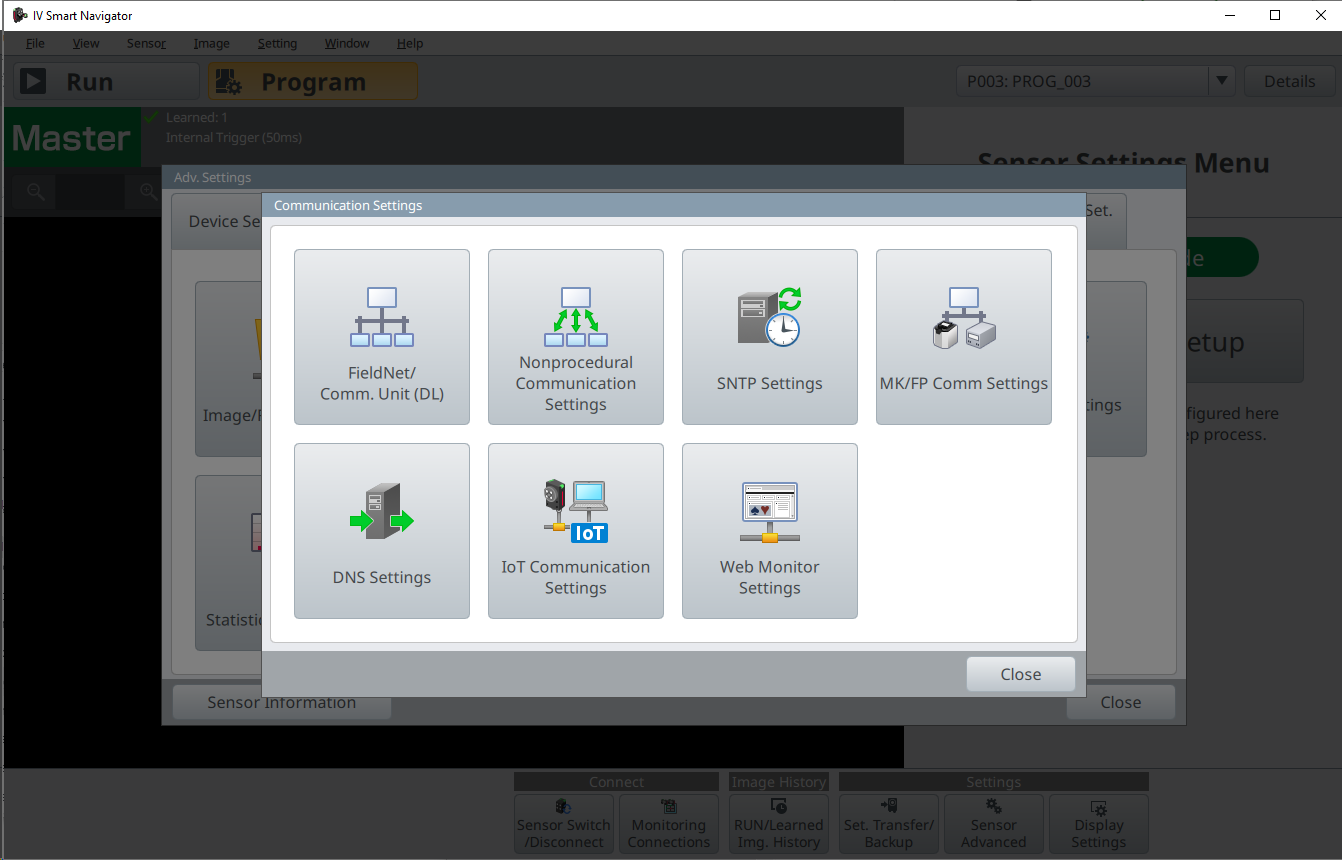 IV Smart Navigator
File View Sensor Image Setting Window Help
Run Program P003: PROG_003 Details
Master
Learned: 1
Internal Trigger (50ms)
Sensor Settings Menu
Adv. Settings
Device Se
Set.
Communication Settings
FieldNet/
Comm. Unit (DL)
Nonprocedural
Communication
Settings
SNTP Settings
MK/FP Comm Settings
DNS Settings
IoT
IoT Communication
Settings
Web Monitor
Settings
Close
Image/F
Statistic
ings
de
etup
figured here
ep process.
Sensor Information
Close
Connect Image History Settings
Sensor Switch
/Disconnect
Monitoring
Connections
RUN/Learned
Img. History
Set. Transfer/
Backup
Sensor
Advanced
Display
Settings